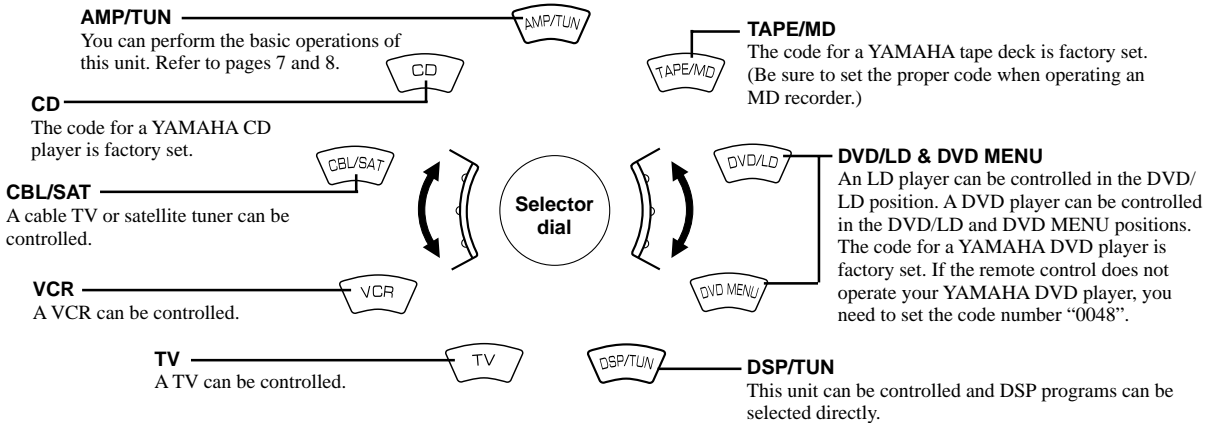 AMP/TUN
You can perform the basic operations of
this unit. Refer to pages 7 and 8.
AMP/TUN
CD
CD
The code for a YAMAHA CD
player is factory set.
CBL/SAT
CBL/SAT
A cable TV or satellite tuner can be
controlled.
VCR
A VCR can be controlled.
VCR
TV
A TV can be controlled.
TV
Selector
dial
TAPE/MD
TAPE/MD
The code for a YAMAHA tape deck is factory set.
(Be sure to set the proper code when operating an
MD recorder.)
DVD/LD
DVD MENU
DVD/LD & DVD MENU
An LD player can be controlled in the DVD/
LD position. A DVD player can be controlled
in the DVD/LD and DVD MENU positions.
The code for a YAMAHA DVD player is
factory set. If the remote control does not
operate your YAMAHA DVD player, you
need to set the code number “0048”.
DSP/TUN
DSP/TUN
This unit can be controlled and DSP programs can be
selected directly.